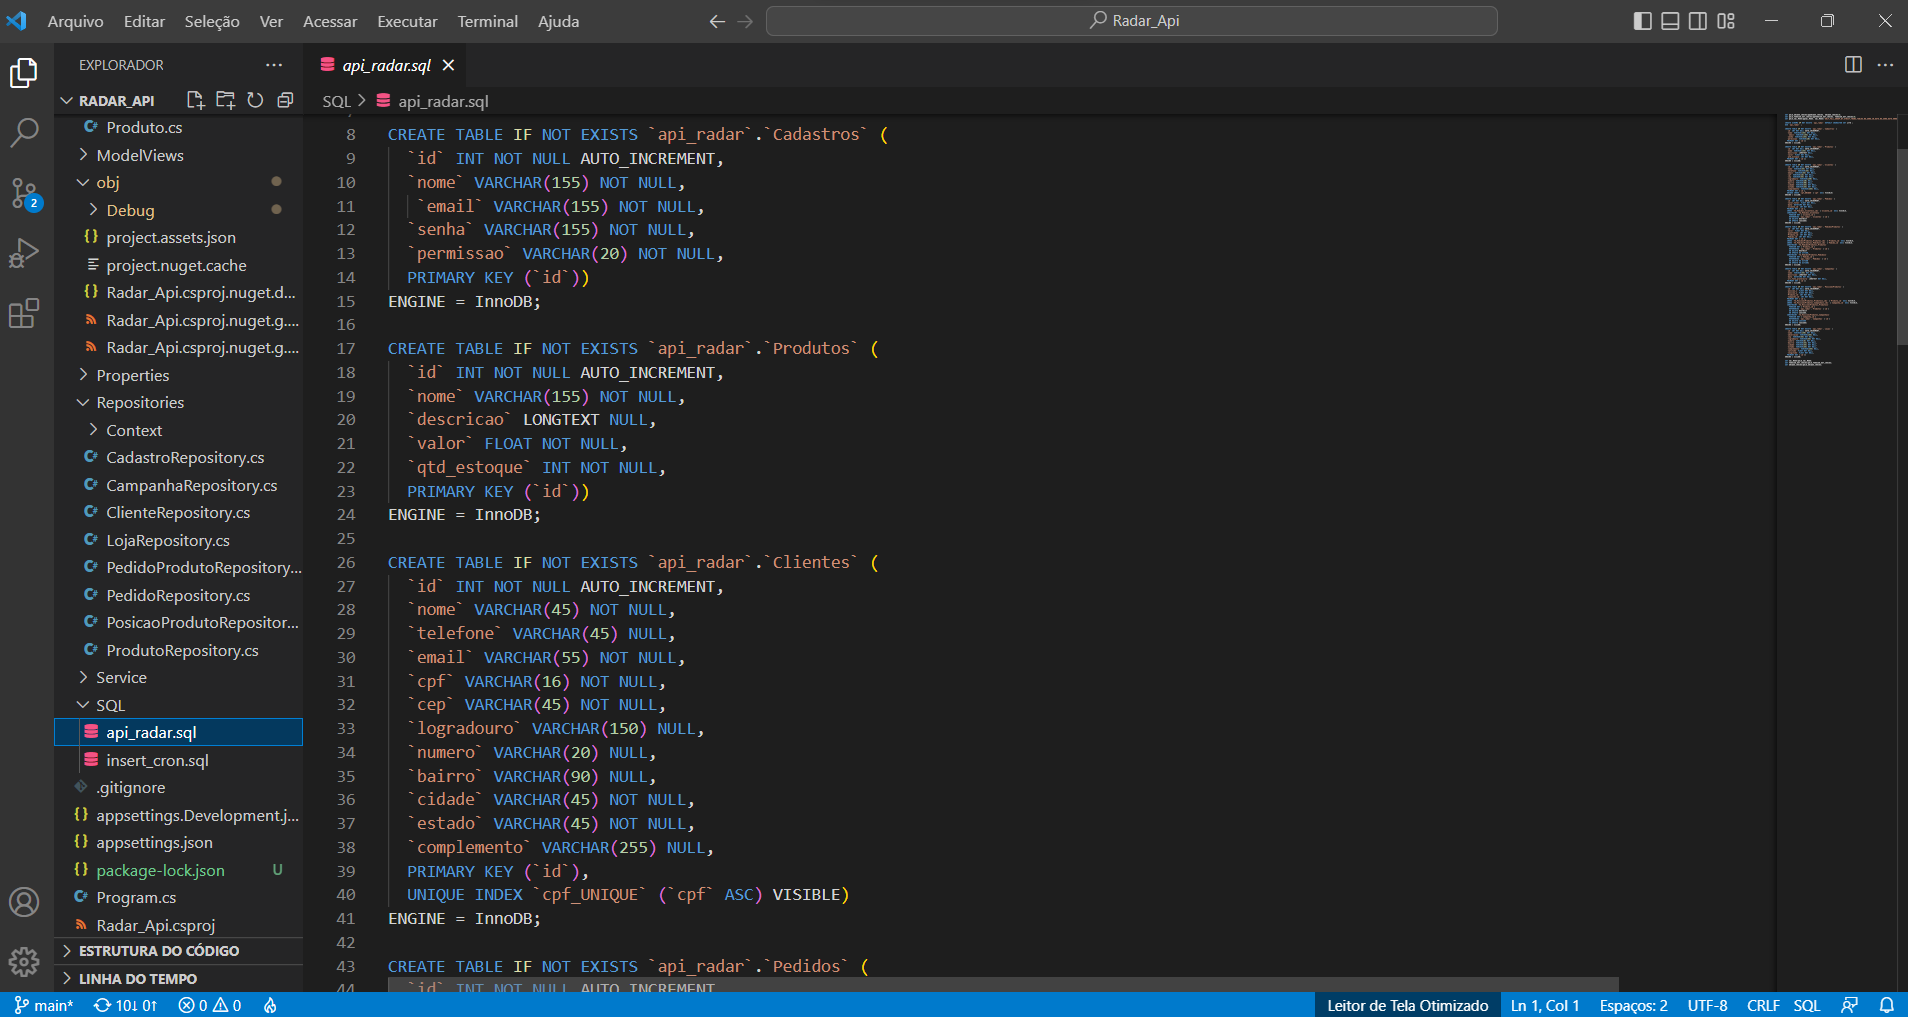 Arquivo Editar Seleção Ver Acessar Executar Terminal Ajuda
Radar_Api
EXPLORADOR
RADAR_API
Produto.cs
ModelViews
obj
Debug
project.assets.json
project.nuget.cache
Radar_Api.csproj.nuget.d...
Radar_Api.csproj.nuget.g....
Radar_Api.csproj.nuget.g....
Properties
Repositories
Context
CadastroRepository.cs
CampanhaRepository.cs
ClienteRepository.cs
LojaRepository.cs
PedidoProdutoRepository...
PedidoRepository.cs
PosicaoProdutoRepositor...
ProdutoRepository.cs
Service
SQL
api_radar.sql
insert_cron.sql
.gitignore
appsettings.Development.j...
appsettings.json
package-lock.json U
Program.cs
Radar_Api.csproj
ESTRUTURA DO CÓDIGO
LINHA DO TEMPO
2
api_radar.sql
SQL > api_radar.sql
8 CREATE TABLE IF NOT EXISTS `api_radar`.`Cadastros` (
9 `id` INT NOT NULL AUTO_INCREMENT,
10 `nome` VARCHAR(155) NOT NULL,
11 `email` VARCHAR(155) NOT NULL,
12 `senha` VARCHAR(155) NOT NULL,
13 `permissao` VARCHAR(20) NOT NULL,
14 PRIMARY KEY (`id`))
15 ENGINE = InnoDB;
16
17 CREATE TABLE IF NOT EXISTS `api_radar`.`Produtos` (
18 `id` INT NOT NULL AUTO_INCREMENT,
19 `nome` VARCHAR(155) NOT NULL,
20 `descricao` LONGTEXT NULL,
21 `valor` FLOAT NOT NULL,
22 `qtd_estoque` INT NOT NULL,
23 PRIMARY KEY (`id`))
24 ENGINE = InnoDB;
25
26 CREATE TABLE IF NOT EXISTS `api_radar`.`Clientes` (
27 `id` INT NOT NULL AUTO_INCREMENT,
28 `nome` VARCHAR(45) NOT NULL,
29 `telefone` VARCHAR(45) NULL,
30 `email` VARCHAR(55) NOT NULL,
31 `cpf` VARCHAR(16) NOT NULL,
32 `cep` VARCHAR(45) NOT NULL,
33 `logradouro` VARCHAR(150) NULL,
34 `numero` VARCHAR(20) NULL,
35 `bairro` VARCHAR(90) NULL,
36 `cidade` VARCHAR(45) NOT NULL,
37 `estado` VARCHAR(45) NOT NULL,
38 `complemento` VARCHAR(255) NULL,
39 PRIMARY KEY (`id`),
40 UNIQUE INDEX `cpf_UNIQUE` (`cpf` ASC) VISIBLE)
41 ENGINE = InnoDB;
42
43 CREATE TABLE IF NOT EXISTS `api_radar`.`Pedidos` (
44 `id` INT NOT NULL AUTO_INCREMENT
main* 10↓ 0↑ 0 0
Leitor de Tela Otimizado Ln 1, Col 1 Espaços: 2 UTF-8 CRLF SQL